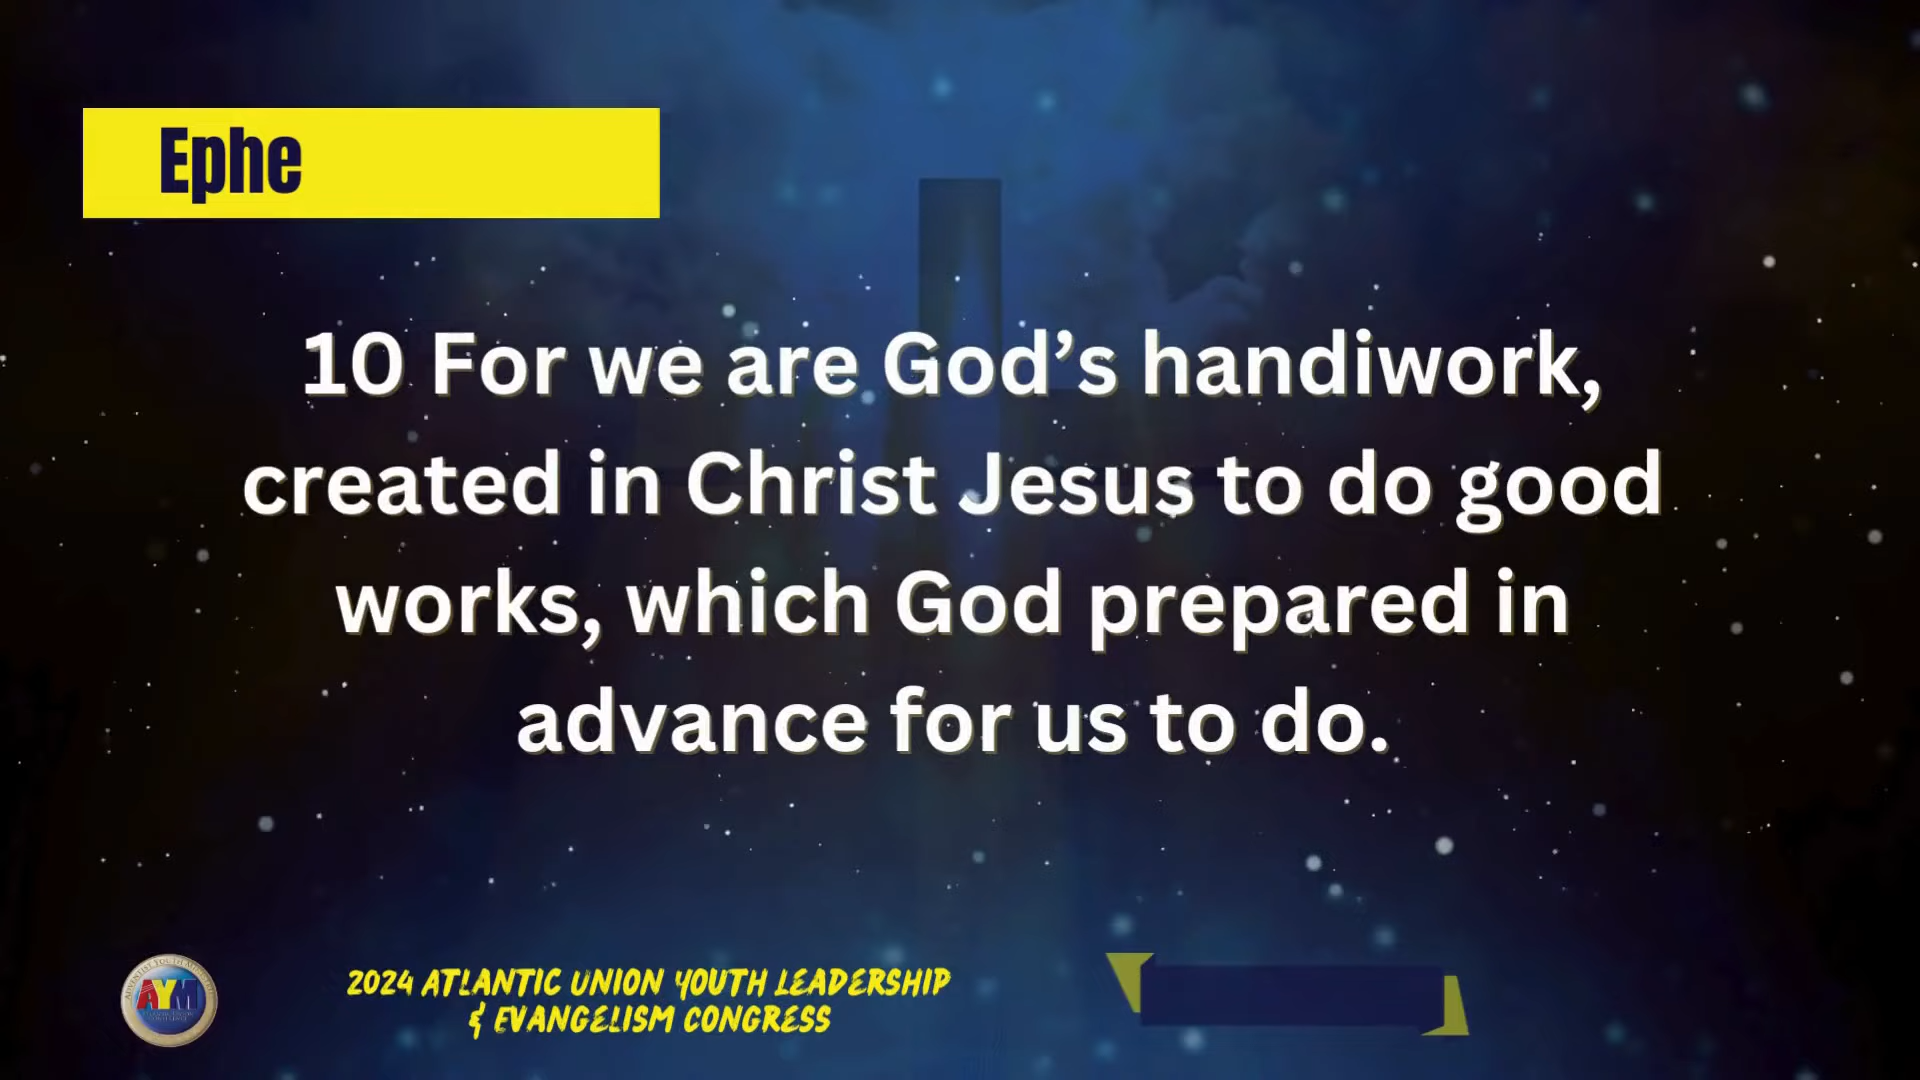 Ephe
10 For we are God’s handiwork,
created in Christ Jesus to do good
works, which God prepared in
advance for us to do.
AYM
2024 ATLANTIC UNION YOUTH LEADERSHIP
& EVANGELISM CONGRESS